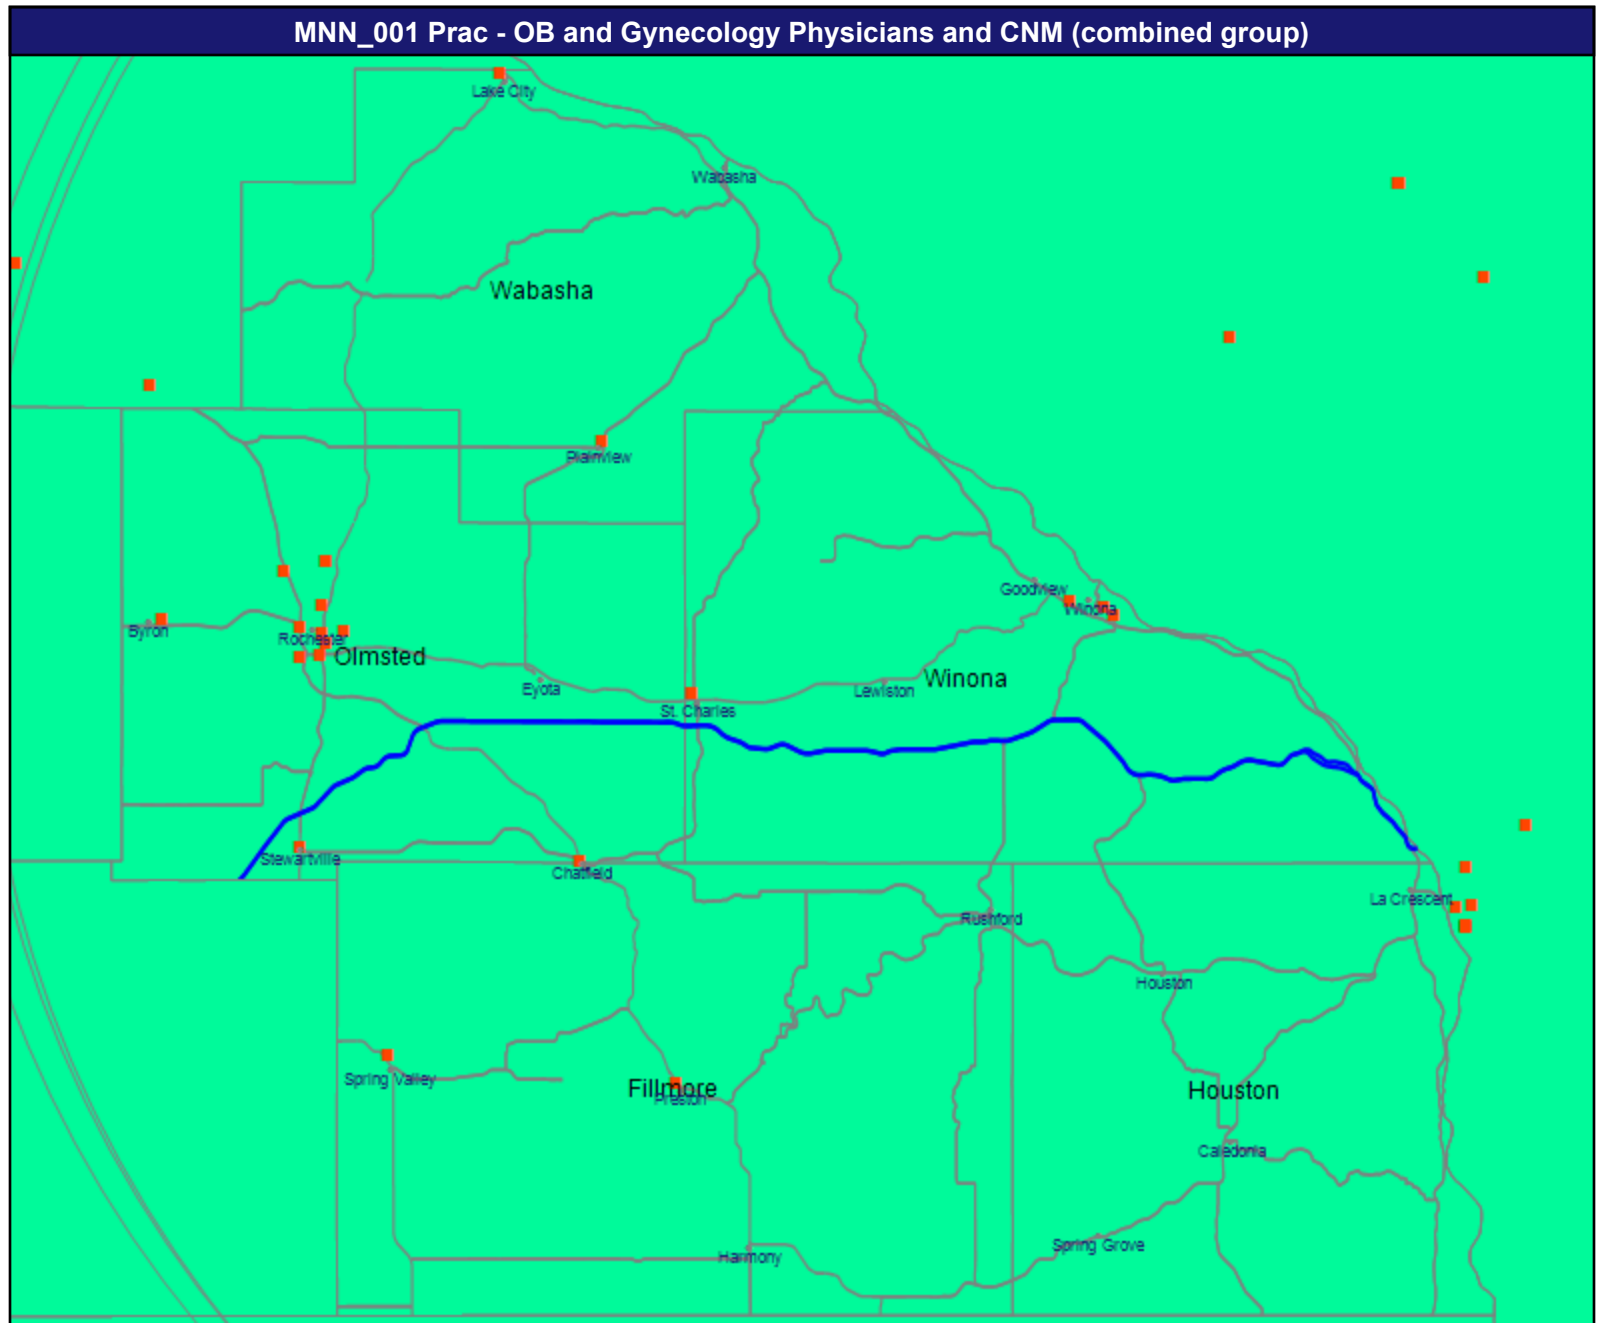 MNN_001 Prac - OB and Gynecology Physicians and CNM (combined group)
Lake City
Wabasha
Wabasha
Plainview
Goodview
Winona
Byron
Rochester
Olmsted
Winona
Eyota
Lewiston
St. Charles
Stewartville
Chatfield
La Crescent
Rushford
Houston
Spring Valley
Fillmore
Preston
Houston
Caledonia
Spring Grove
Harmony